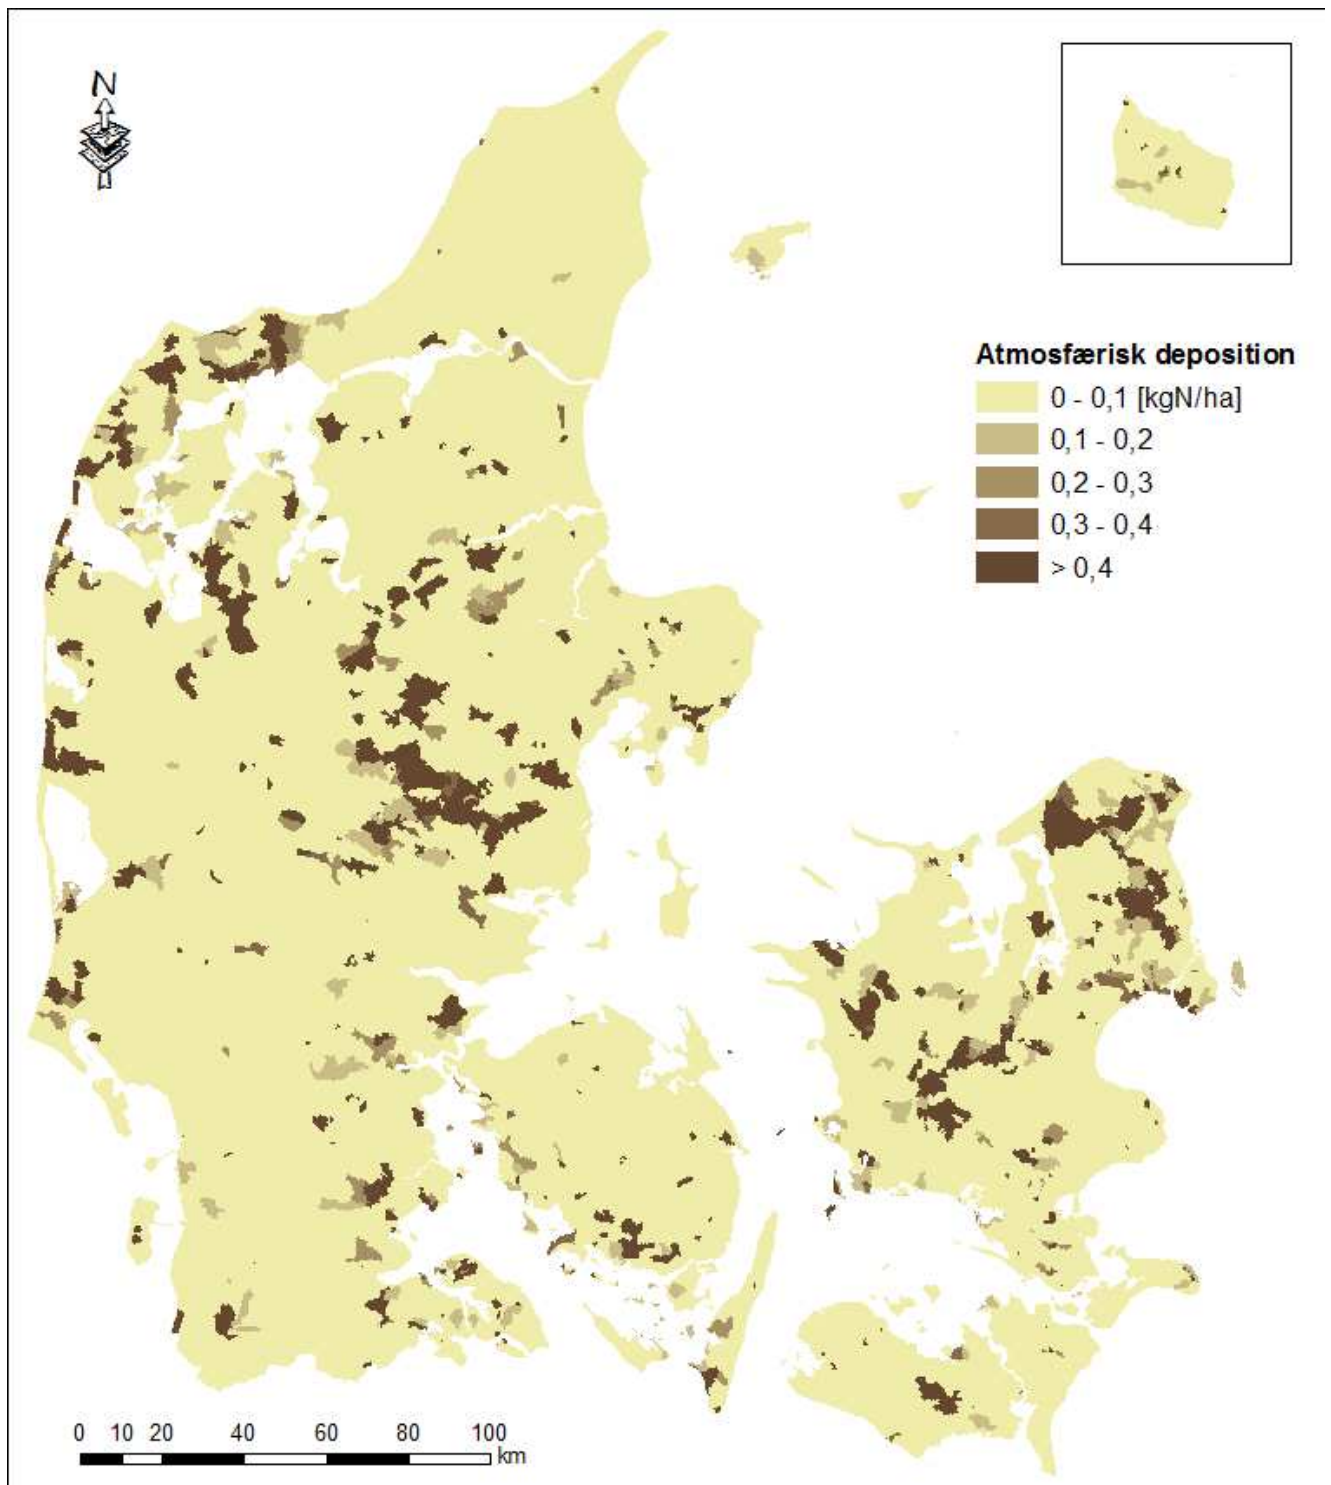 N
Atmosfærisk deposition
0 - 0,1 [kgN/ha]
0,1 - 0,2
0,2 - 0,3
0,3 - 0,4
> 0,4
0 10 20 40 60 80 100
km